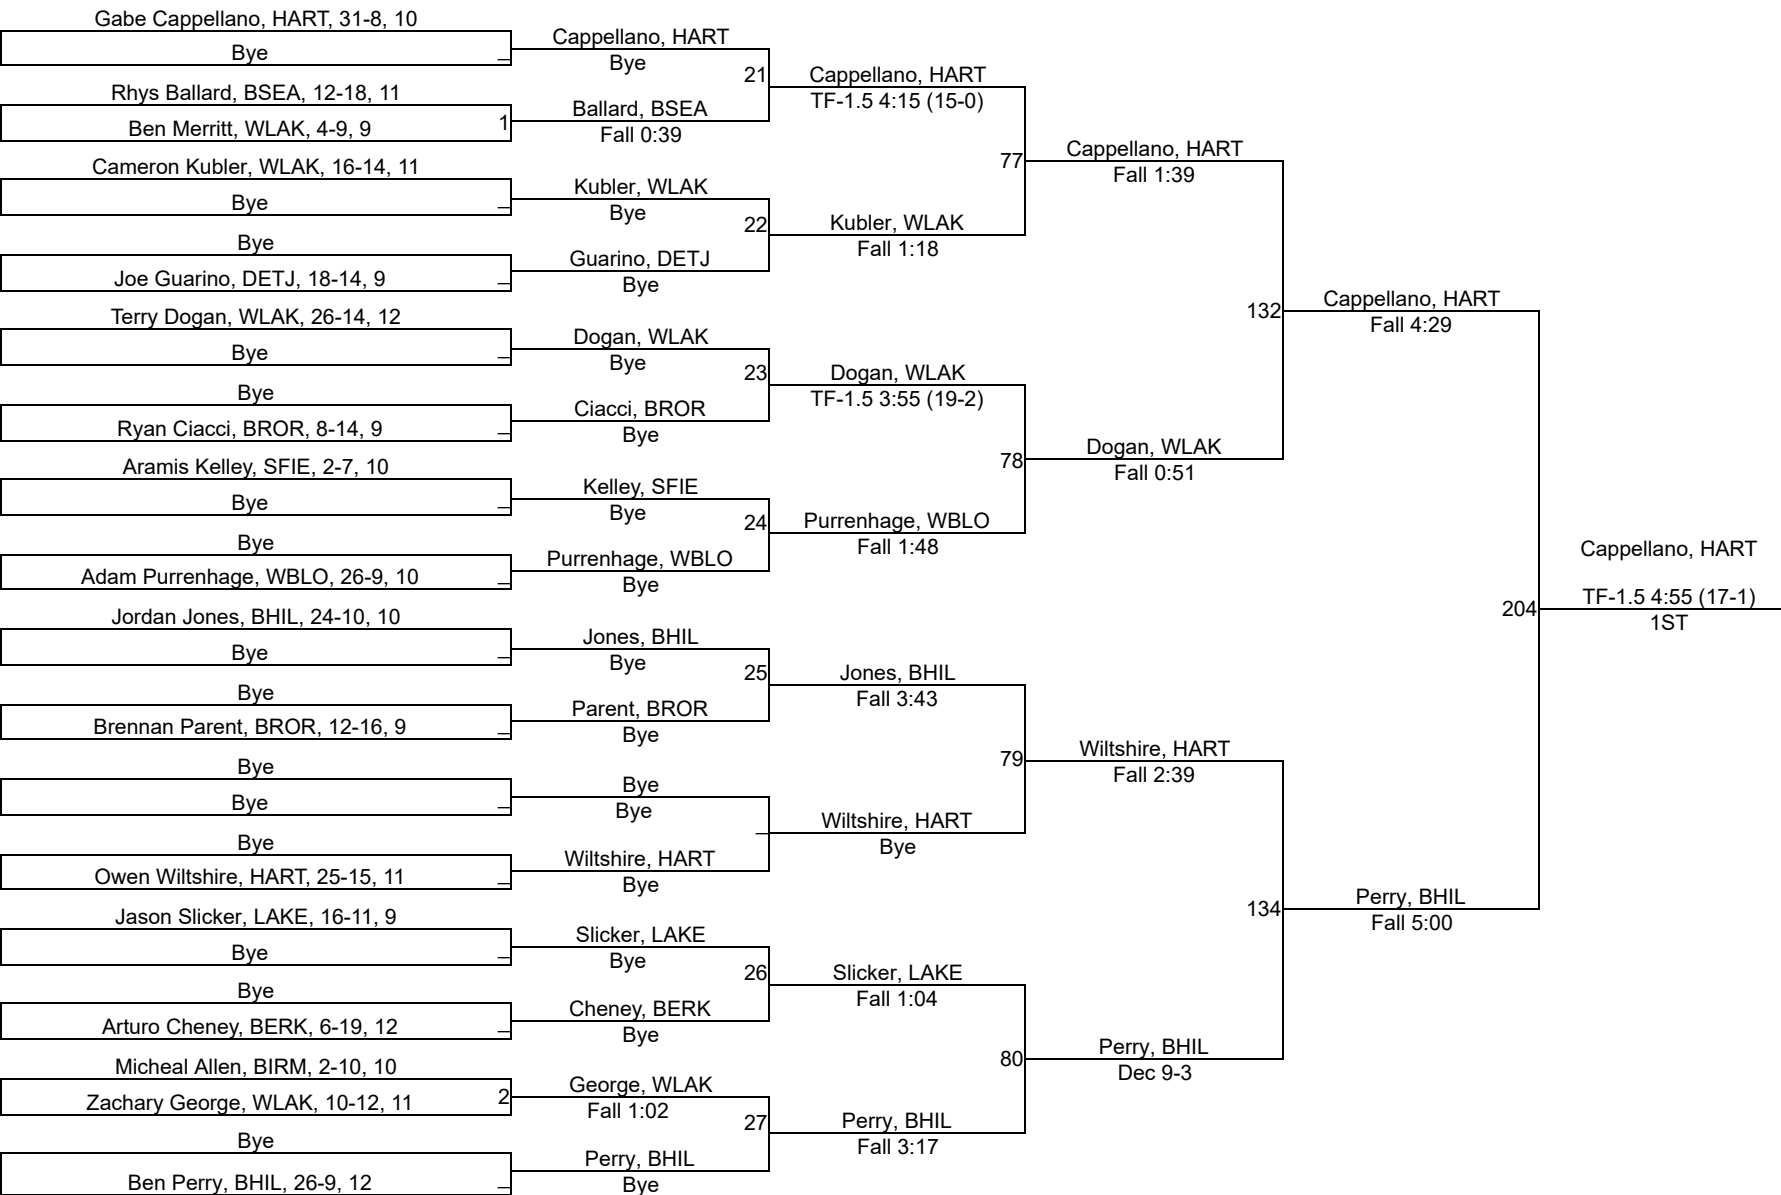 Gabe Cappellano, HART, 31-8, 10
Bye
Rhys Ballard, BSEA, 12-18, 11
Ben Merritt, WLAK, 4-9, 9
1
Cameron Kubler, WLAK, 16-14, 11
Bye
Bye
Joe Guarino, DETJ, 18-14, 9
Terry Dogan, WLAK, 26-14, 12
Bye
Bye
Ryan Ciacci, BROR, 8-14, 9
Aramis Kelley, SFIE, 2-7, 10
Bye
Bye
Adam Purrenhage, WBLO, 26-9, 10
Jordan Jones, BHIL, 24-10, 10
Bye
Bye
Brennan Parent, BROR, 12-16, 9
Bye
Bye
Bye
Owen Wiltshire, HART, 25-15, 11
Jason Slicker, LAKE, 16-11, 9
Bye
Bye
Arturo Cheney, BERK, 6-19, 12
Micheal Allen, BIRM, 2-10, 10
Zachary George, WLAK, 10-12, 11
2
Bye
Ben Perry, BHIL, 26-9, 12
Cappellano, HART
Bye
21
Ballard, BSEA
Fall 0:39
Kubler, WLAK
Bye
22
Guarino, DETJ
Bye
Dogan, WLAK
Bye
23
Ciacci, BROR
Bye
Kelley, SFIE
Bye
24
Purrenhage, WBLO
Bye
Jones, BHIL
Bye
25
Parent, BROR
Bye
Bye
Bye
Wiltshire, HART
Bye
Slicker, LAKE
Bye
26
Cheney, BERK
Bye
George, WLAK
Fall 1:02
27
Perry, BHIL
Bye
Cappellano, HART
TF-1.5 4:15 (15-0)
77
Kubler, WLAK
Fall 1:18
Dogan, WLAK
TF-1.5 3:55 (19-2)
78
Purrenhage, WBLO
Fall 1:48
Jones, BHIL
Fall 3:43
79
Wiltshire, HART
Bye
Slicker, LAKE
Fall 1:04
80
Perry, BHIL
Fall 3:17
Cappellano, HART
Fall 1:39
132
Dogan, WLAK
Fall 0:51
Wiltshire, HART
Fall 2:39
134
Perry, BHIL
Dec 9-3
Cappellano, HART
Fall 4:29
204
Perry, BHIL
Fall 5:00
Cappellano, HART
TF-1.5 4:55 (17-1)
1ST